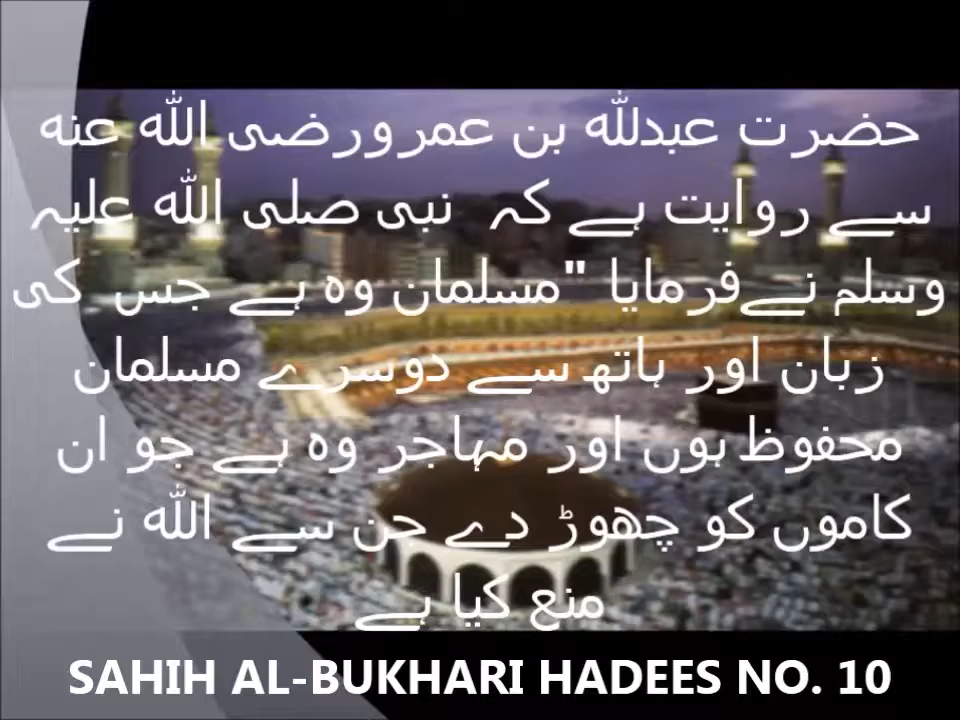 حضرت عبدللہ بن عمرورضی اللہ عنہ
سے روایت ہے کہ نبی صلی اللہ علیہ
وسلم نےفرمایا "مسلمان وہ ہے جس کی
زبان اور ہاتھ سے دوسرے مسلمان
محفوظ ہوں اور مہاجر وہ ہے جو ان
کاموں کو چھوڑ دے جن سے اللہ نے
منع کیا ہے
SAHIH AL-BUKHARI HADEES NO. 10